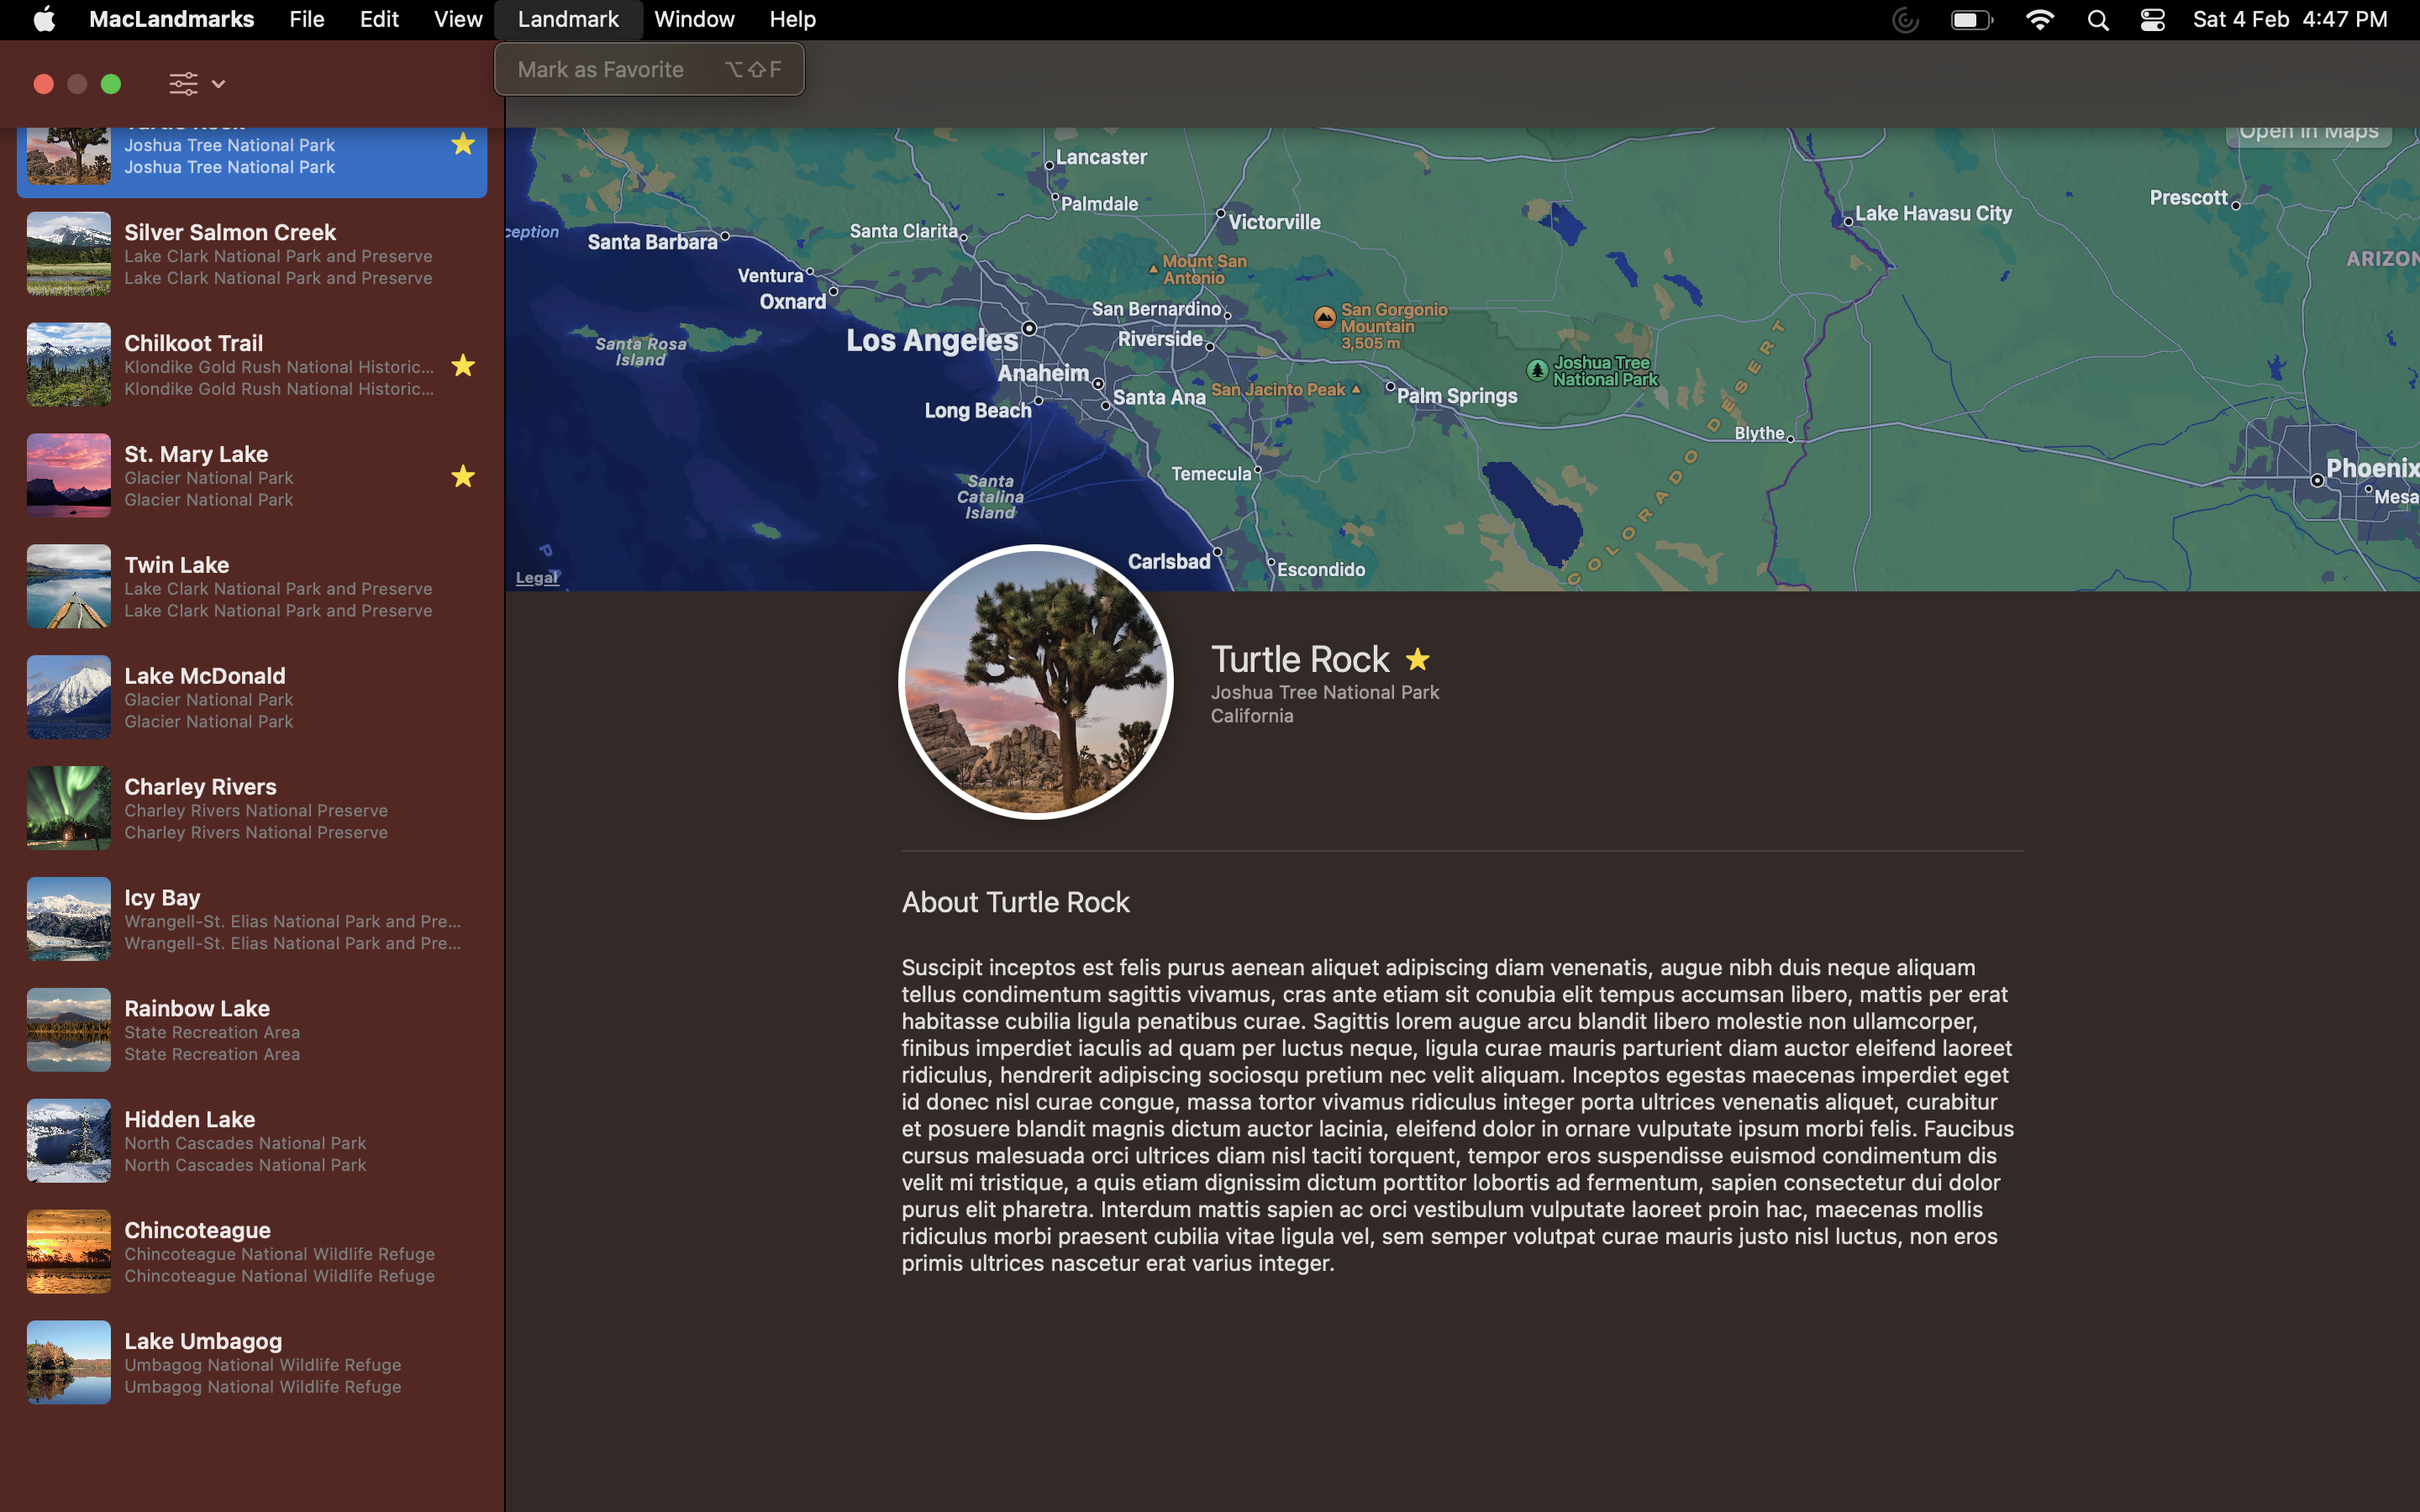 MacLandmarks File Edit View Landmark Window Help Sat 4 Feb 4:47 PM
Mark as Favorite ⌥⇧F
Turtle Rock
Joshua Tree National Park
Joshua Tree National Park
Silver Salmon Creek
Lake Clark National Park and Preserve
Lake Clark National Park and Preserve
Chilkoot Trail
Klondike Gold Rush National Historic...
Klondike Gold Rush National Historic...
St. Mary Lake
Glacier National Park
Glacier National Park
Twin Lake
Lake Clark National Park and Preserve
Lake Clark National Park and Preserve
Lake McDonald
Glacier National Park
Glacier National Park
Charley Rivers
Charley Rivers National Preserve
Charley Rivers National Preserve
Icy Bay
Wrangell-St. Elias National Park and Pre...
Wrangell-St. Elias National Park and Pre...
Rainbow Lake
State Recreation Area
State Recreation Area
Hidden Lake
North Cascades National Park
North Cascades National Park
Chincoteague
Chincoteague National Wildlife Refuge
Chincoteague National Wildlife Refuge
Lake Umbagog
Umbagog National Wildlife Refuge
Umbagog National Wildlife Refuge
Open in Maps
Lancaster
Palmdale
Victorville
Lake Havasu City
Prescott
ception
Santa Barbara
Santa Clarita
ARIZON
Ventura
Oxnard
Mount San
Antonio
San Bernardino
San Gorgonio
Mountain
3,505 m
Los Angeles
Riverside
Santa Rosa
Island
Anaheim
Joshua Tree
National Park
Long Beach
Santa Ana
San Jacinto Peak
Palm Springs
COLORADO DESERT
Blythe
Temecula
Phoenix
Mesa
Santa
Catalina
Island
P
Carlsbad
Escondido
Legal
Turtle Rock
Joshua Tree National Park
California
About Turtle Rock
Suscipit inceptos est felis purus aenean aliquet adipiscing diam venenatis, augue nibh duis neque aliquam
tellus condimentum sagittis vivamus, cras ante etiam sit conubia elit tempus accumsan libero, mattis per erat
habitasse cubilia ligula penatibus curae. Sagittis lorem augue arcu blandit libero molestie non ullamcorper,
finibus imperdiet iaculis ad quam per luctus neque, ligula curae mauris parturient diam auctor eleifend laoreet
ridiculus, hendrerit adipiscing sociosqu pretium nec velit aliquam. Inceptos egestas maecenas imperdiet eget
id donec nisl curae congue, massa tortor vivamus ridiculus integer porta ultrices venenatis aliquet, curabitur
et posuere blandit magnis dictum auctor lacinia, eleifend dolor in ornare vulputate ipsum morbi felis. Faucibus
cursus malesuada orci ultrices diam nisl taciti torquent, tempor eros suspendisse euismod condimentum dis
velit mi tristique, a quis etiam dignissim dictum porttitor lobortis ad fermentum, sapien consectetur dui dolor
purus elit pharetra. Interdum mattis sapien ac orci vestibulum vulputate laoreet proin hac, maecenas mollis
ridiculus morbi praesent cubilia vitae ligula vel, sem semper volutpat curae mauris justo nisl luctus, non eros
primis ultrices nascetur erat varius integer.